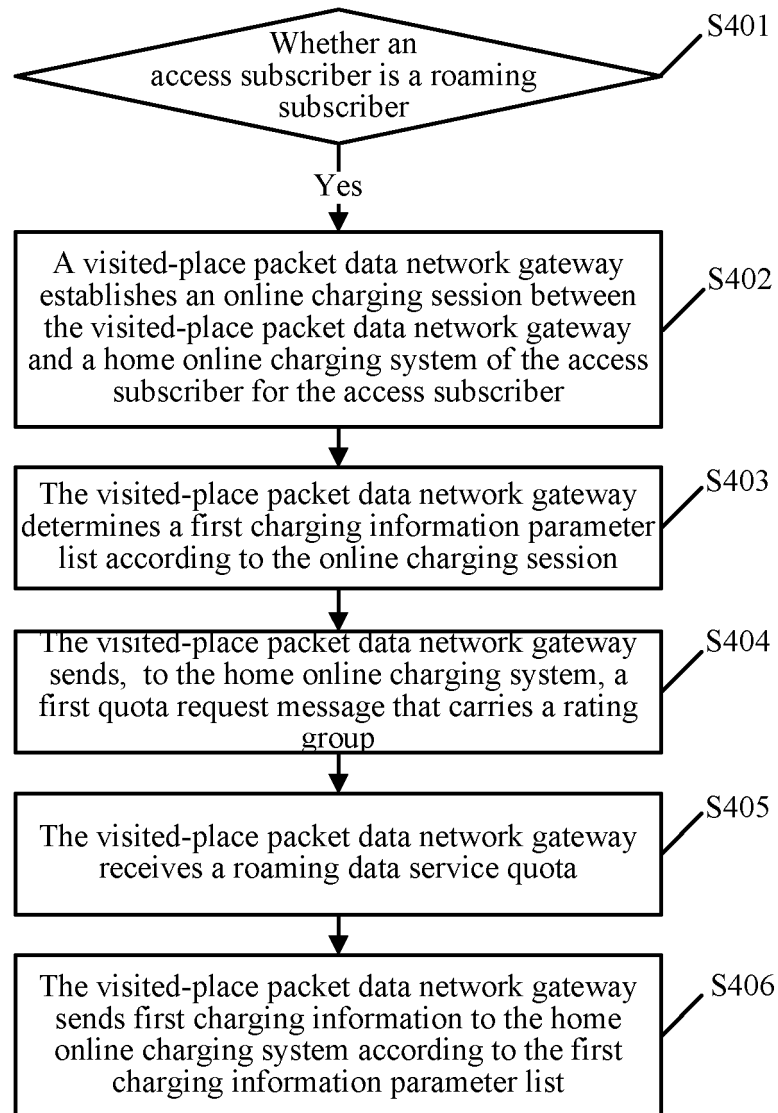 Whether an
access subscriber is a roaming
subscriber
S401
Yes
A visited-place packet data network gateway
establishes an online charging session between
the visited-place packet data network gateway
and a home online charging system of the access
subscriber for the access subscriber
S402
The visited-place packet data network gateway
determines a first charging information parameter
list according to the online charging session
S403
The visited-place packet data network gateway
sends, to the home online charging system, a
first quota request message that carries a rating
group
S404
The visited-place packet data network gateway
receives a roaming data service quota
S405
The visited-place packet data network gateway
sends first charging information to the home
online charging system according to the first
charging information parameter list
S406